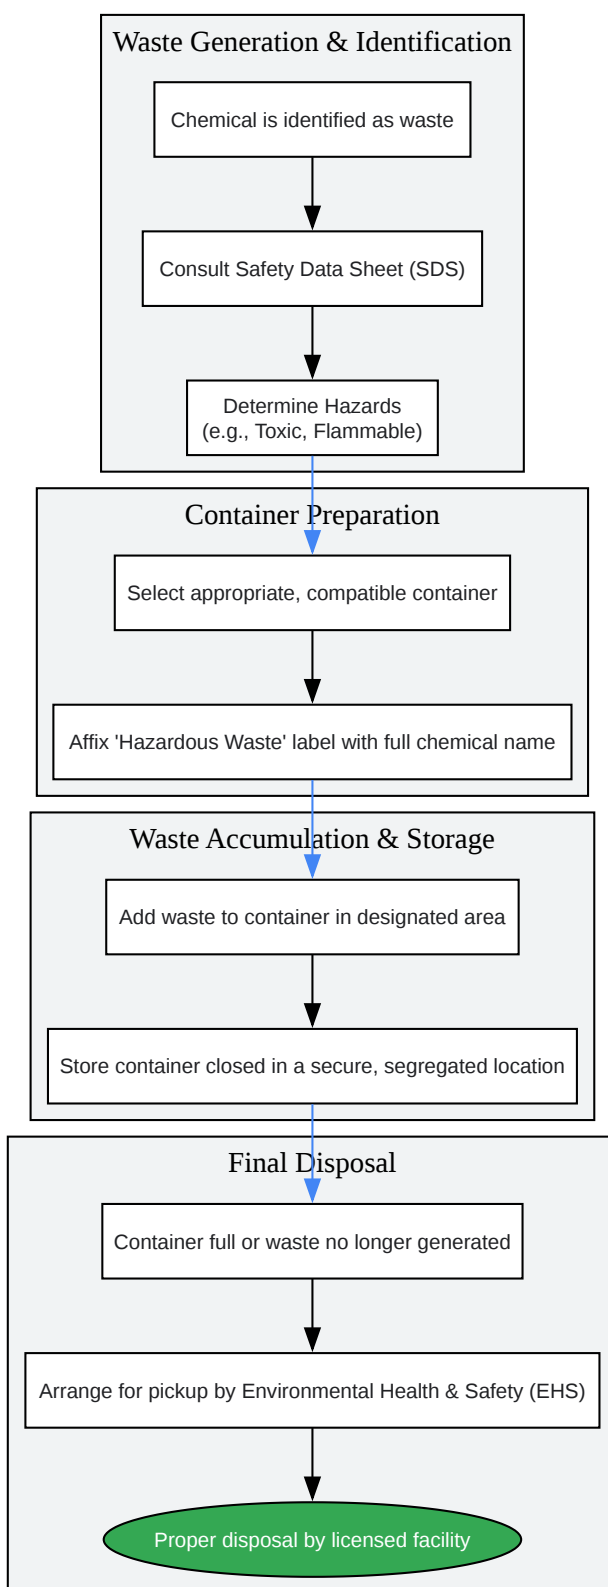 Waste Generation & Identification
Chemical is identified as waste
Consult Safety Data Sheet (SDS)
Determine Hazards
(e.g., Toxic, Flammable)
Container Preparation
Select appropriate, compatible container
Affix 'Hazardous Waste' label with full chemical name
Waste Accumulation & Storage
Add waste to container in designated area
Store container closed in a secure, segregated location
Final Disposal
Container full or waste no longer generated
Arrange for pickup by Environmental Health & Safety (EHS)
Proper disposal by licensed facility